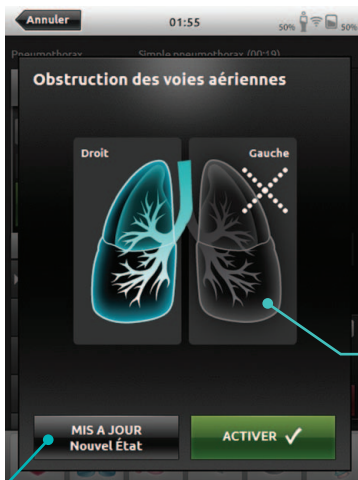 Annuler
01:55
50%
50%
Pneumothorax Simple pneumothorax (00:19)
Obstruction des voies aériennes
Droit
Gauche
MIS A JOUR
Nouvel État
ACTIVER